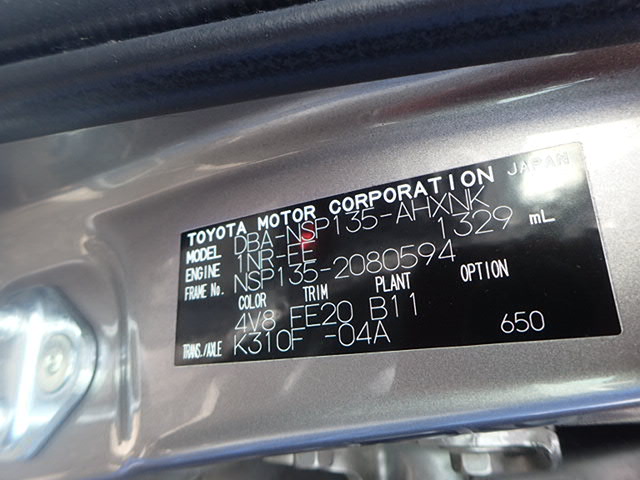 TOYOTA MOTOR CORPORATION JAPAN
MODEL DBA-NSP135-AHXNK
ENGINE 1NR-FE 1329 mL
FRAME No. NSP135-2080594
COLOR TRIM PLANT OPTION
4V8 FE20 B11
TRANS./AXLE K310F -04A 650